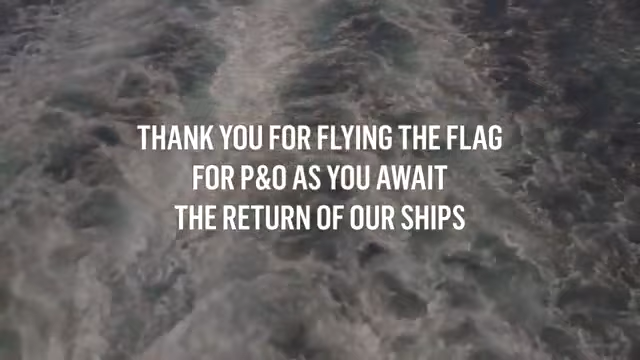 THANK YOU FOR FLYING THE FLAG
FOR P&O AS YOU AWAIT
THE RETURN OF OUR SHIPS